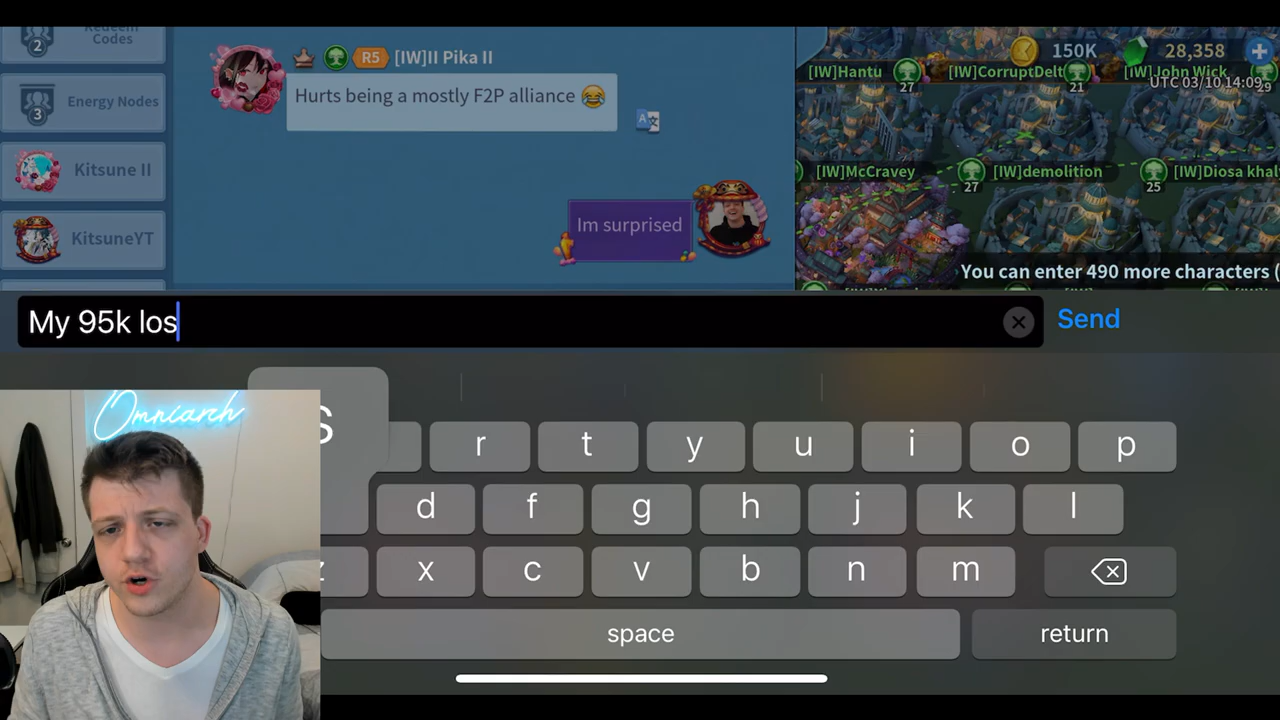 Redeem
Codes
2
Energy Nodes
3
Kitsune II
KitsuneYT
R5 [IW]II Pika II
Hurts being a mostly F2P alliance 😂
Im surprised
150K
28,358
[IW]Hantu
27
[IW]CorruptDelt
21
[IW]John Wick
29
UTC 03/10 14:09
[IW]McCravey
27
[IW]demolition
25
[IW]Diosa khal
You can enter 490 more characters (
My 95k los
Send
Omniarch
s
r t y u i o p
d f g h j k l
z x c v b n m
space
return